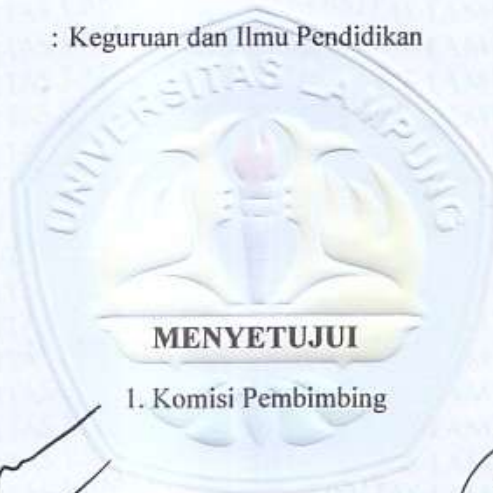 : Keguruan dan Ilmu Pendidikan
UNIVERSITAS LAMPUNG
MENYETUJUI
1. Komisi Pembimbing